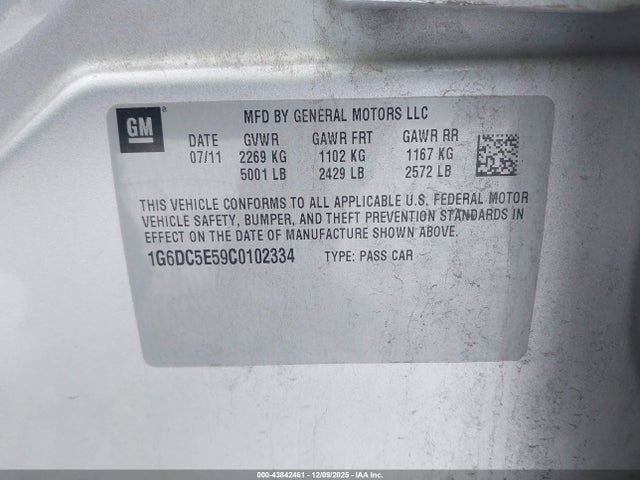 GM
MFD BY GENERAL MOTORS LLC
DATE GVWR GAWR FRT GAWR RR
07/11 2269 KG 1102 KG 1167 KG
5001 LB 2429 LB 2572 LB
THIS VEHICLE CONFORMS TO ALL APPLICABLE U.S. FEDERAL MOTOR
VEHICLE SAFETY, BUMPER, AND THEFT PREVENTION STANDARDS IN
EFFECT ON THE DATE OF MANUFACTURE SHOWN ABOVE.
1G6DC5E59C0102334 TYPE: PASS CAR
000-43842461 - 12/09/2025 - IAA Inc.